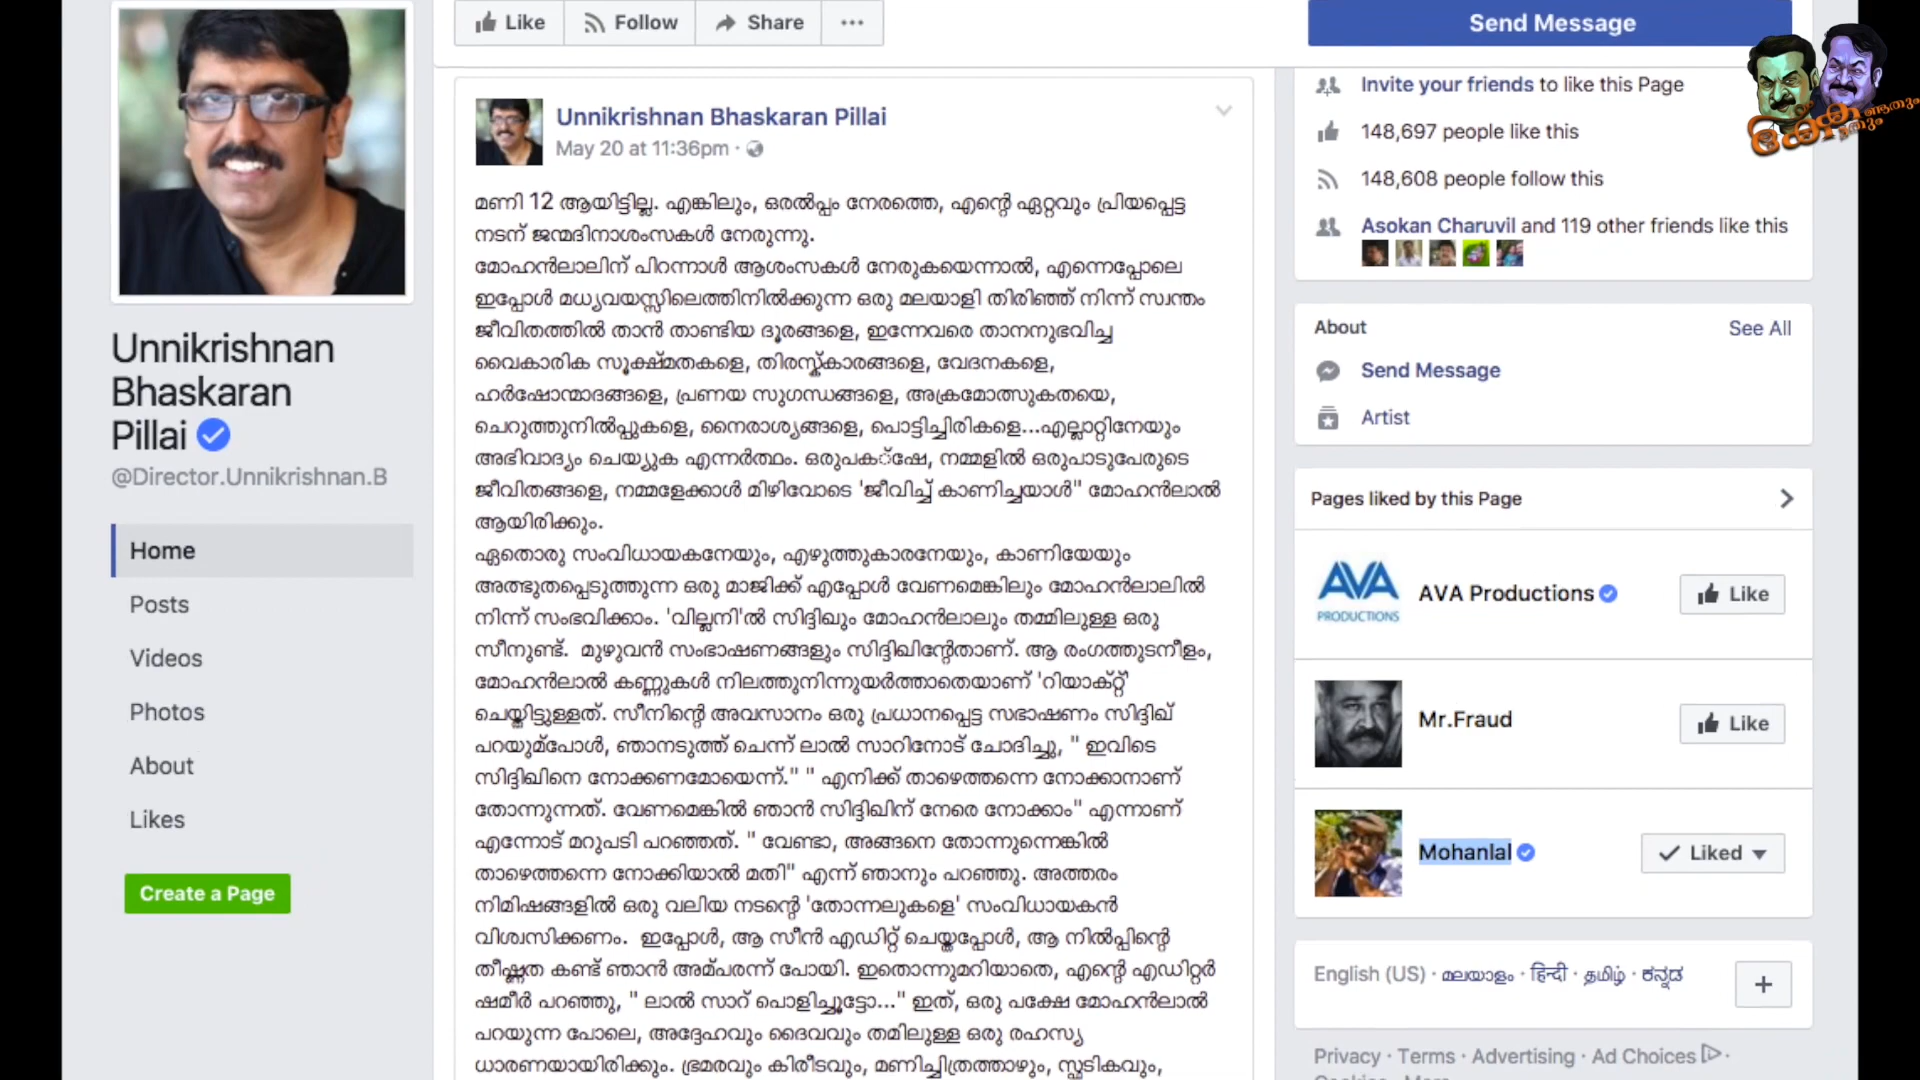 Like
Follow
Share
Send Message
Unnikrishnan
Bhaskaran
Pillai
@Director.Unnikrishnan.B
Home
Posts
Videos
Photos
About
Likes
Create a Page
Unnikrishnan Bhaskaran Pillai
May 20 at 11:36pm ·
മണി 12 ആയിട്ടില്ല. എങ്കിലും, ഒരൽപ്പം നേരത്തെ, എന്റെ ഏറ്റവും പ്രിയപ്പെട്ട
നടന് ജന്മദിനാശംസകൾ നേരുന്നു.
മോഹൻലാലിന് പിറന്നാൾ ആശംസകൾ നേരുകയെന്നാൽ, എന്നെപ്പോലെ
ഇപ്പോൾ മധ്യവയസ്സിലെത്തിനിൽക്കുന്ന ഒരു മലയാളി തിരിഞ്ഞ് നിന്ന് സ്വന്തം
ജീവിതത്തിൽ താൻ താണ്ടിയ ദൂരങ്ങളെ, ഇന്നേവരെ താനനുഭവിച്ച
വൈകാരിക സൂക്ഷ്മതകളെ, തിരസ്ക്കാരങ്ങളെ, വേദനകളെ,
ഹർഷോന്മാദങ്ങളെ, പ്രണയ സുഗന്ധങ്ങളെ, അക്രമോത്സുകതയെ,
ചെറുത്തുനിൽപ്പുകളെ, നൈരാശ്യങ്ങളെ, പൊട്ടിച്ചിരികളെ...എല്ലാറ്റിനേയും
അഭിവാദ്യം ചെയ്യുക എന്നർത്ഥം. ഒരുപക‌്ഷേ, നമ്മളിൽ ഒരുപാടുപേരുടെ
ജീവിതങ്ങളെ, നമ്മളേക്കാൾ മിഴിവോടെ 'ജീവിച്ച് കാണിച്ചയാൾ" മോഹൻലാൽ
ആയിരിക്കും.
ഏതൊരു സംവിധായകനേയും, എഴുത്തുകാരനേയും, കാണിയേയും
അത്ഭുതപ്പെടുത്തുന്ന ഒരു മാജിക്ക് എപ്പോൾ വേണമെങ്കിലും മോഹൻലാലിൽ
നിന്ന് സംഭവിക്കാം. 'വില്ലനി'ൽ സിദ്ദിഖും മോഹൻലാലും തമ്മിലുള്ള ഒരു
സീനുണ്ട്. മുഴുവൻ സംഭാഷണങ്ങളും സിദ്ദിഖിന്റേതാണ്. ആ രംഗത്തുടനീളം,
മോഹൻലാൽ കണ്ണുകൾ നിലത്തുനിന്നുയർത്താതെയാണ് 'റിയാക്റ്റ്'
ചെയ്തിട്ടുള്ളത്. സീനിന്റെ അവസാനം ഒരു പ്രധാനപ്പെട്ട സഭാഷണം സിദ്ദിഖ്
പറയുമ്പോൾ, ഞാനടുത്ത് ചെന്ന് ലാൽ സാറിനോട് ചോദിച്ചു, " ഇവിടെ
സിദ്ദിഖിനെ നോക്കണമോയെന്ന്." " എനിക്ക് താഴെത്തന്നെ നോക്കാനാണ്
തോന്നുന്നത്. വേണമെങ്കിൽ ഞാൻ സിദ്ദിഖിന് നേരെ നോക്കാം" എന്നാണ്
എന്നോട് മറുപടി പറഞ്ഞത്. " വേണ്ടാ, അങ്ങനെ തോന്നുന്നെങ്കിൽ
താഴെത്തന്നെ നോക്കിയാൽ മതി" എന്ന് ഞാനും പറഞ്ഞു. അത്തരം
നിമിഷങ്ങളിൽ ഒരു വലിയ നടന്റെ 'തോന്നലുകളെ' സംവിധായകൻ
വിശ്വസിക്കണം. ഇപ്പോൾ, ആ സീൻ എഡിറ്റ് ചെയ്തപ്പോൾ, ആ നിൽപ്പിന്റെ
തീഷ്ണത കണ്ട് ഞാൻ അമ്പരന്ന് പോയി. ഇതൊന്നുമറിയാതെ, എന്റെ എഡിറ്റർ
ഷമീർ പറഞ്ഞു, " ലാൽ സാറ് പൊളിച്ചൂട്ടോ..." ഇത്, ഒരു പക്ഷേ മോഹൻലാൽ
പറയുന്ന പോലെ, അദ്ദേഹവും ദൈവവും തമിലുള്ള ഒരു രഹസ്യ
ധാരണയായിരിക്കും. ഭ്രമരവും കിരീടവും, മണിച്ചിത്രത്താഴും, സ്ഫടികവും,
Invite your friends to like this Page
148,697 people like this
148,608 people follow this
Asokan Charuvil and 119 other friends like this
About
See All
Send Message
Artist
Pages liked by this Page
AVA
PRODUCTIONS
AVA Productions
Like
Mr.Fraud
Like
Mohanlal
Liked
English (US) · മലയാളം · हिन्दी · தமிழ் · ಕನ್ನಡ
Privacy · Terms · Advertising · Ad Choices ·